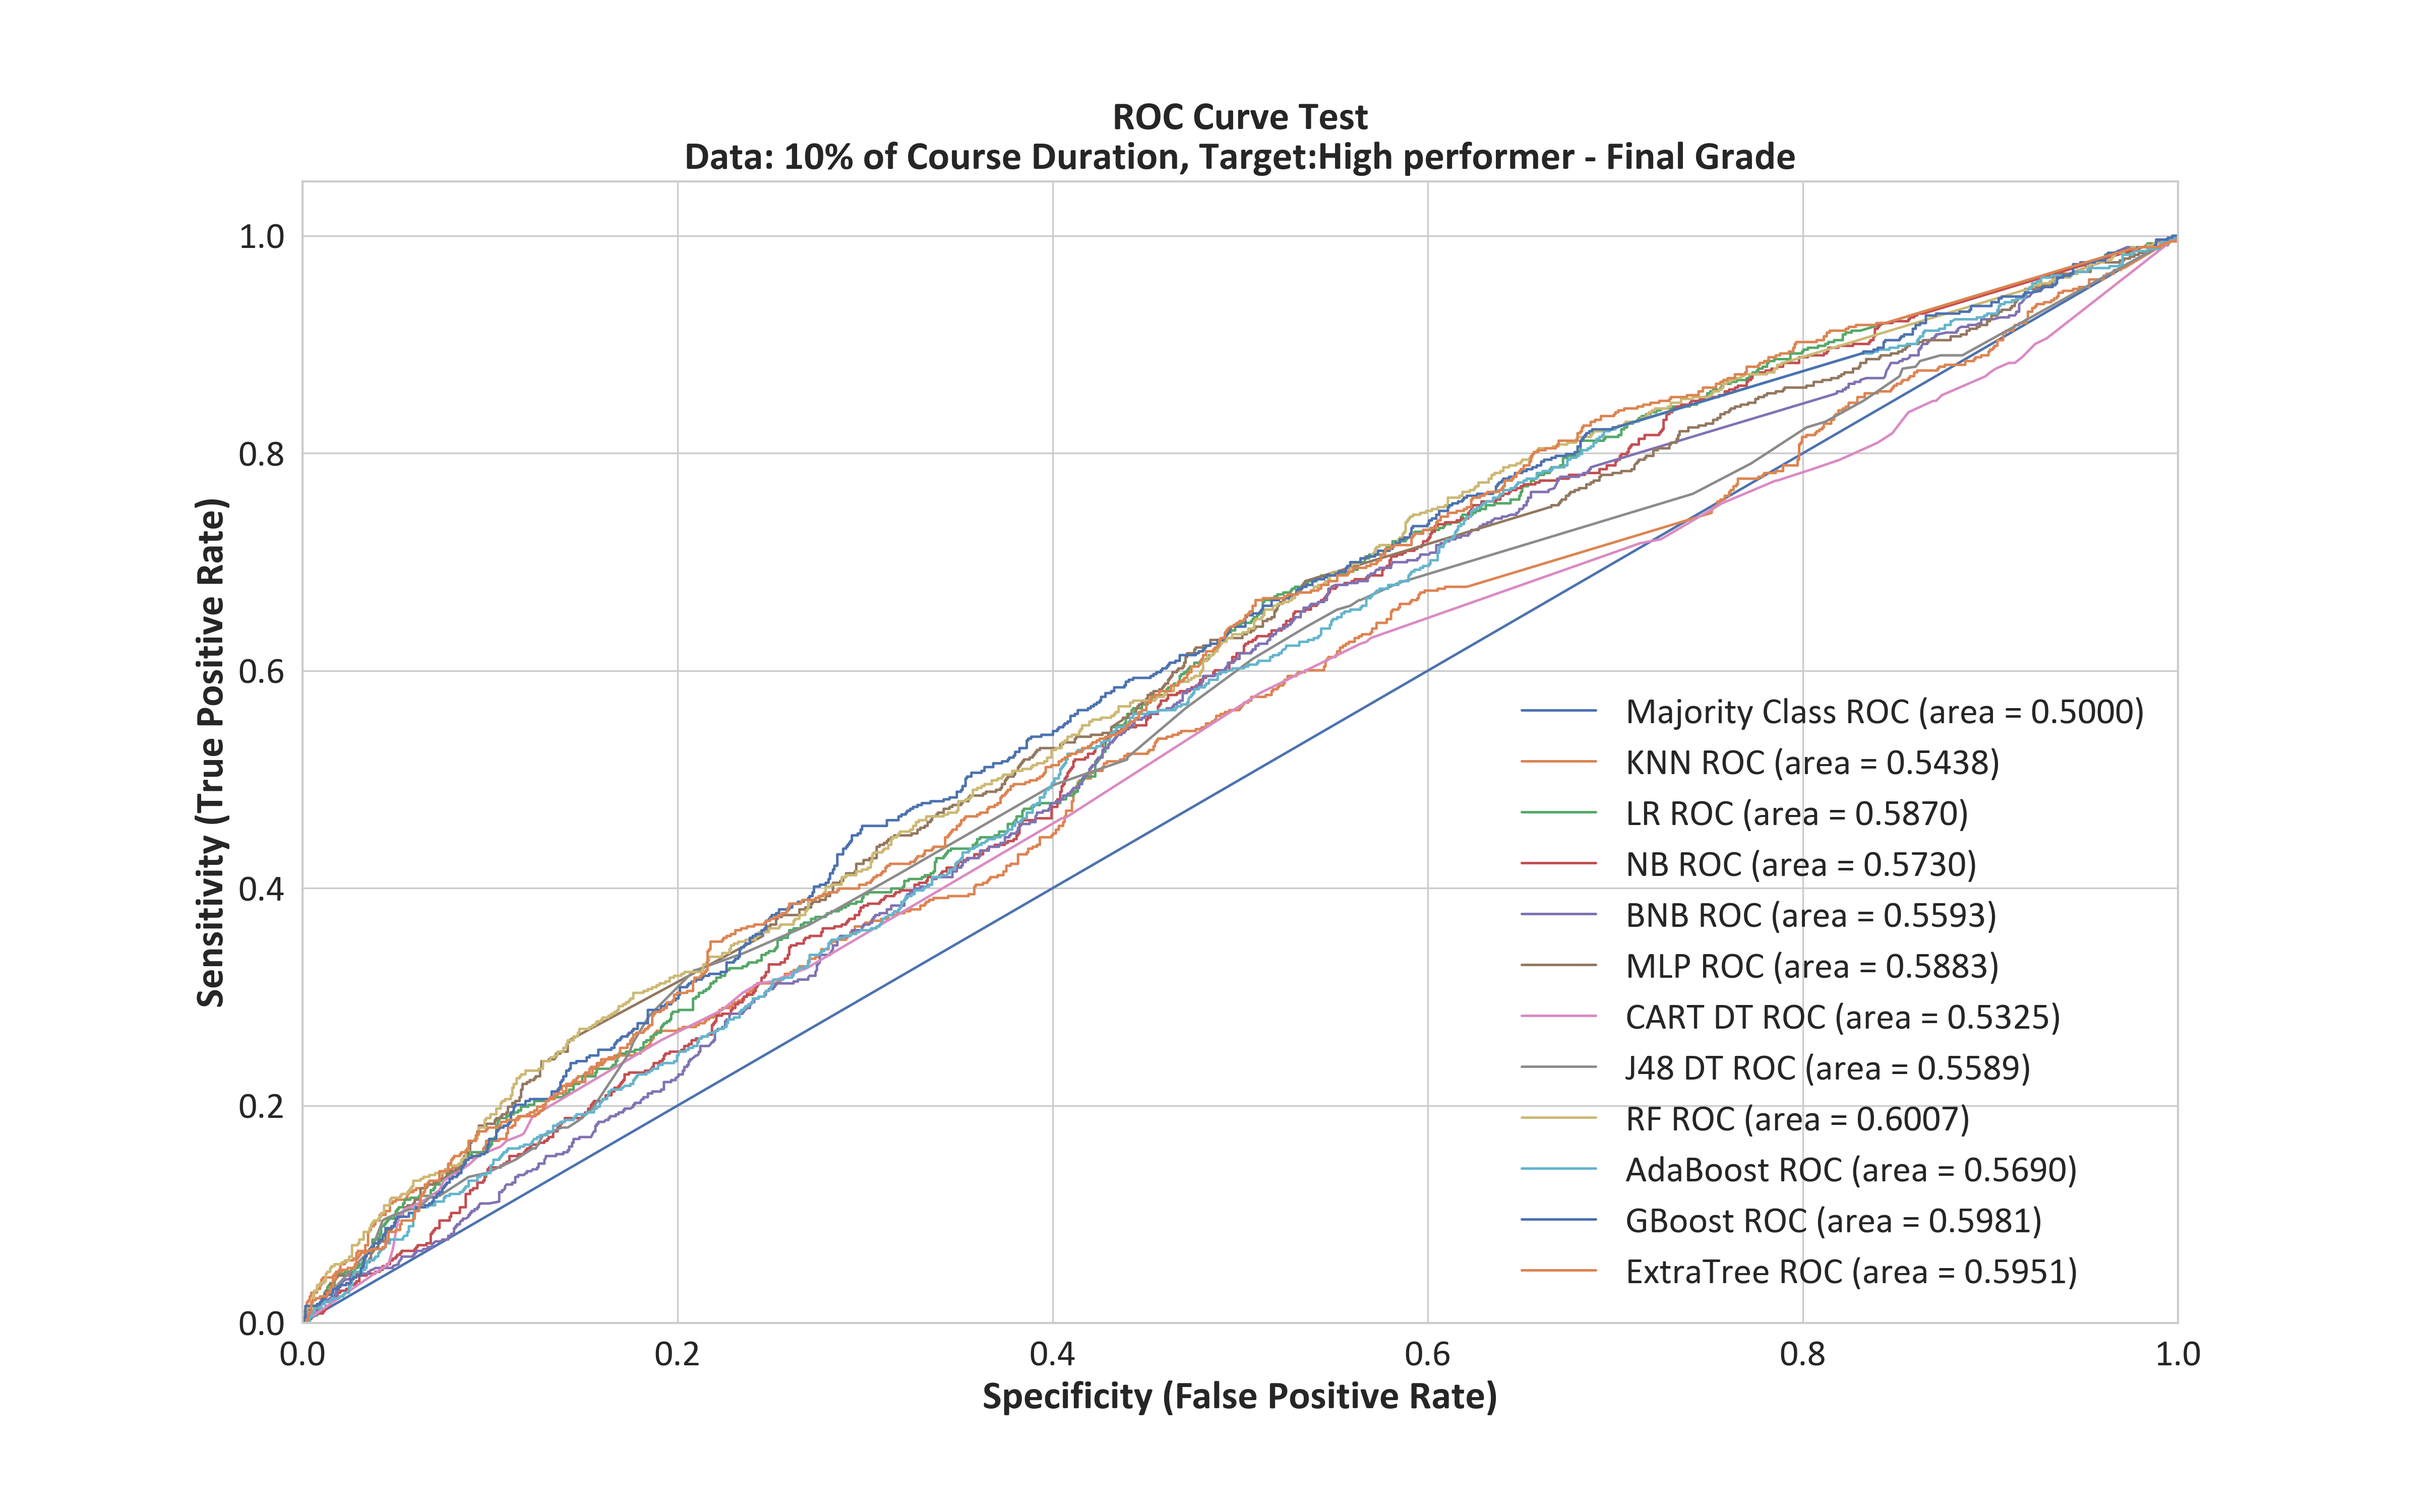 ROC Curve Test
Data: 10% of Course Duration, Target:High performer - Final Grade
Sensitivity (True Positive Rate)
1.0
0.8
0.6
0.4
0.2
0.0
Majority Class ROC (area = 0.5000)
KNN ROC (area = 0.5438)
LR ROC (area = 0.5870)
NB ROC (area = 0.5730)
BNB ROC (area = 0.5593)
MLP ROC (area = 0.5883)
CART DT ROC (area = 0.5325)
J48 DT ROC (area = 0.5589)
RF ROC (area = 0.6007)
AdaBoost ROC (area = 0.5690)
GBoost ROC (area = 0.5981)
ExtraTree ROC (area = 0.5951)
0.0 0.2 0.4 0.6 0.8 1.0
Specificity (False Positive Rate)